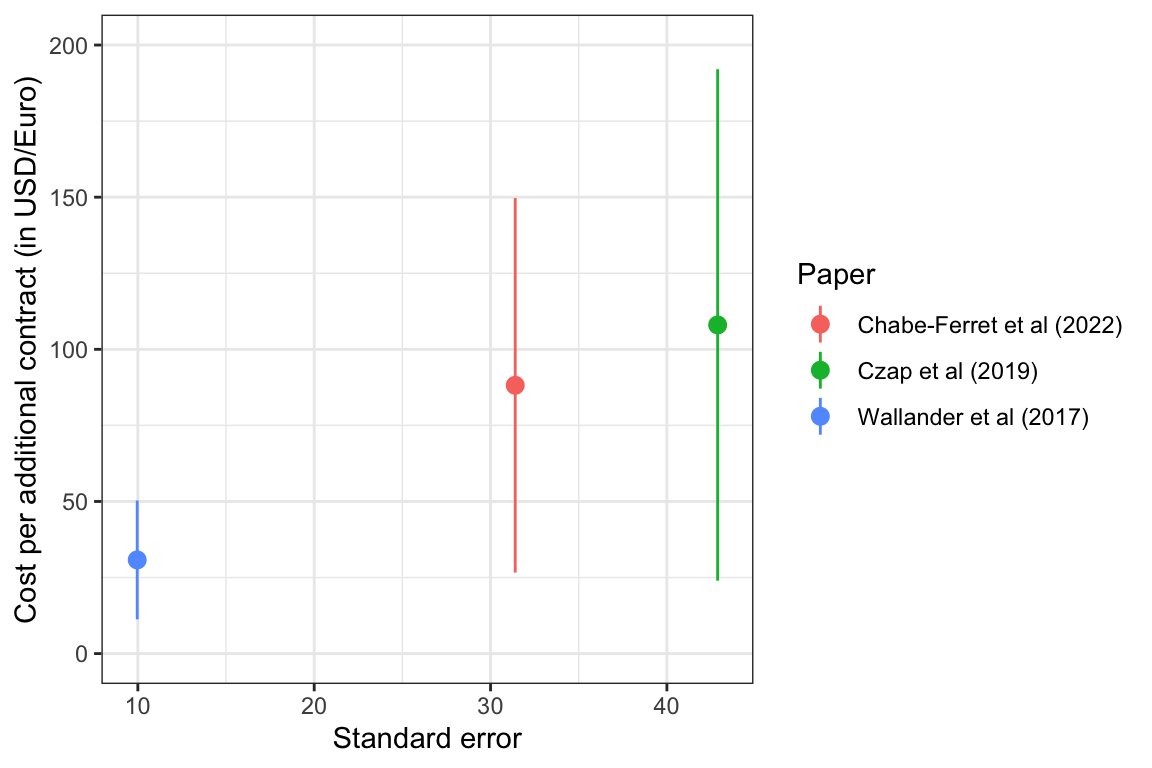 Cost per additional contract (in USD/Euro)
200
150
100
50
0
10 20 30 40
Standard error
Paper
Chabe-Ferret et al (2022)
Czap et al (2019)
Wallander et al (2017)